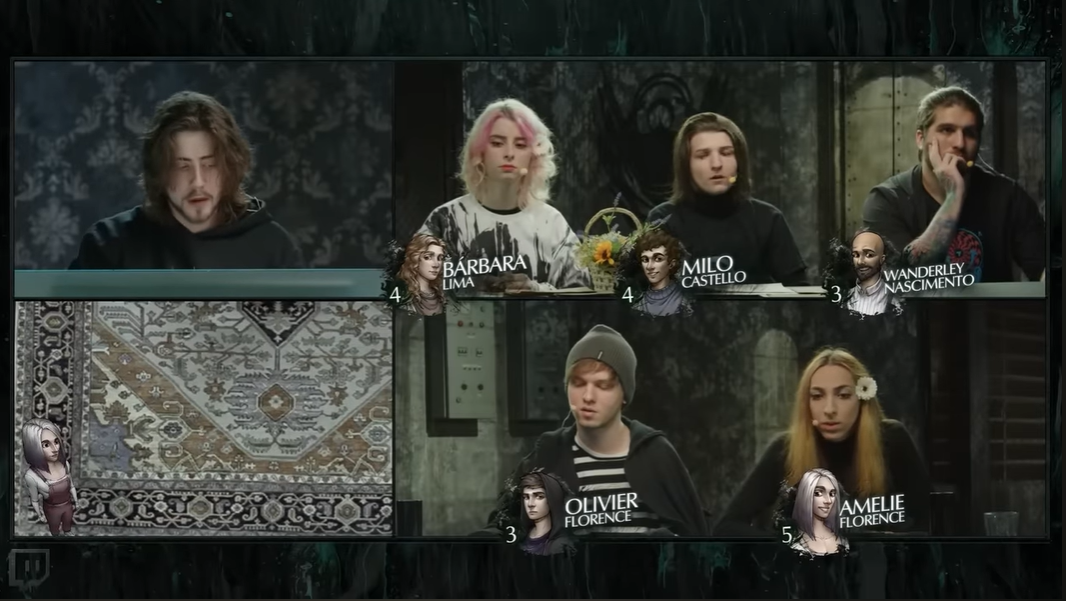 4
BÁRBARA
LIMA
4
MILO
CASTELLO
3
WANDERLEY
NASCIMENTO
3
OLIVIER
FLORENCE
5
AMELIE
FLORENCE